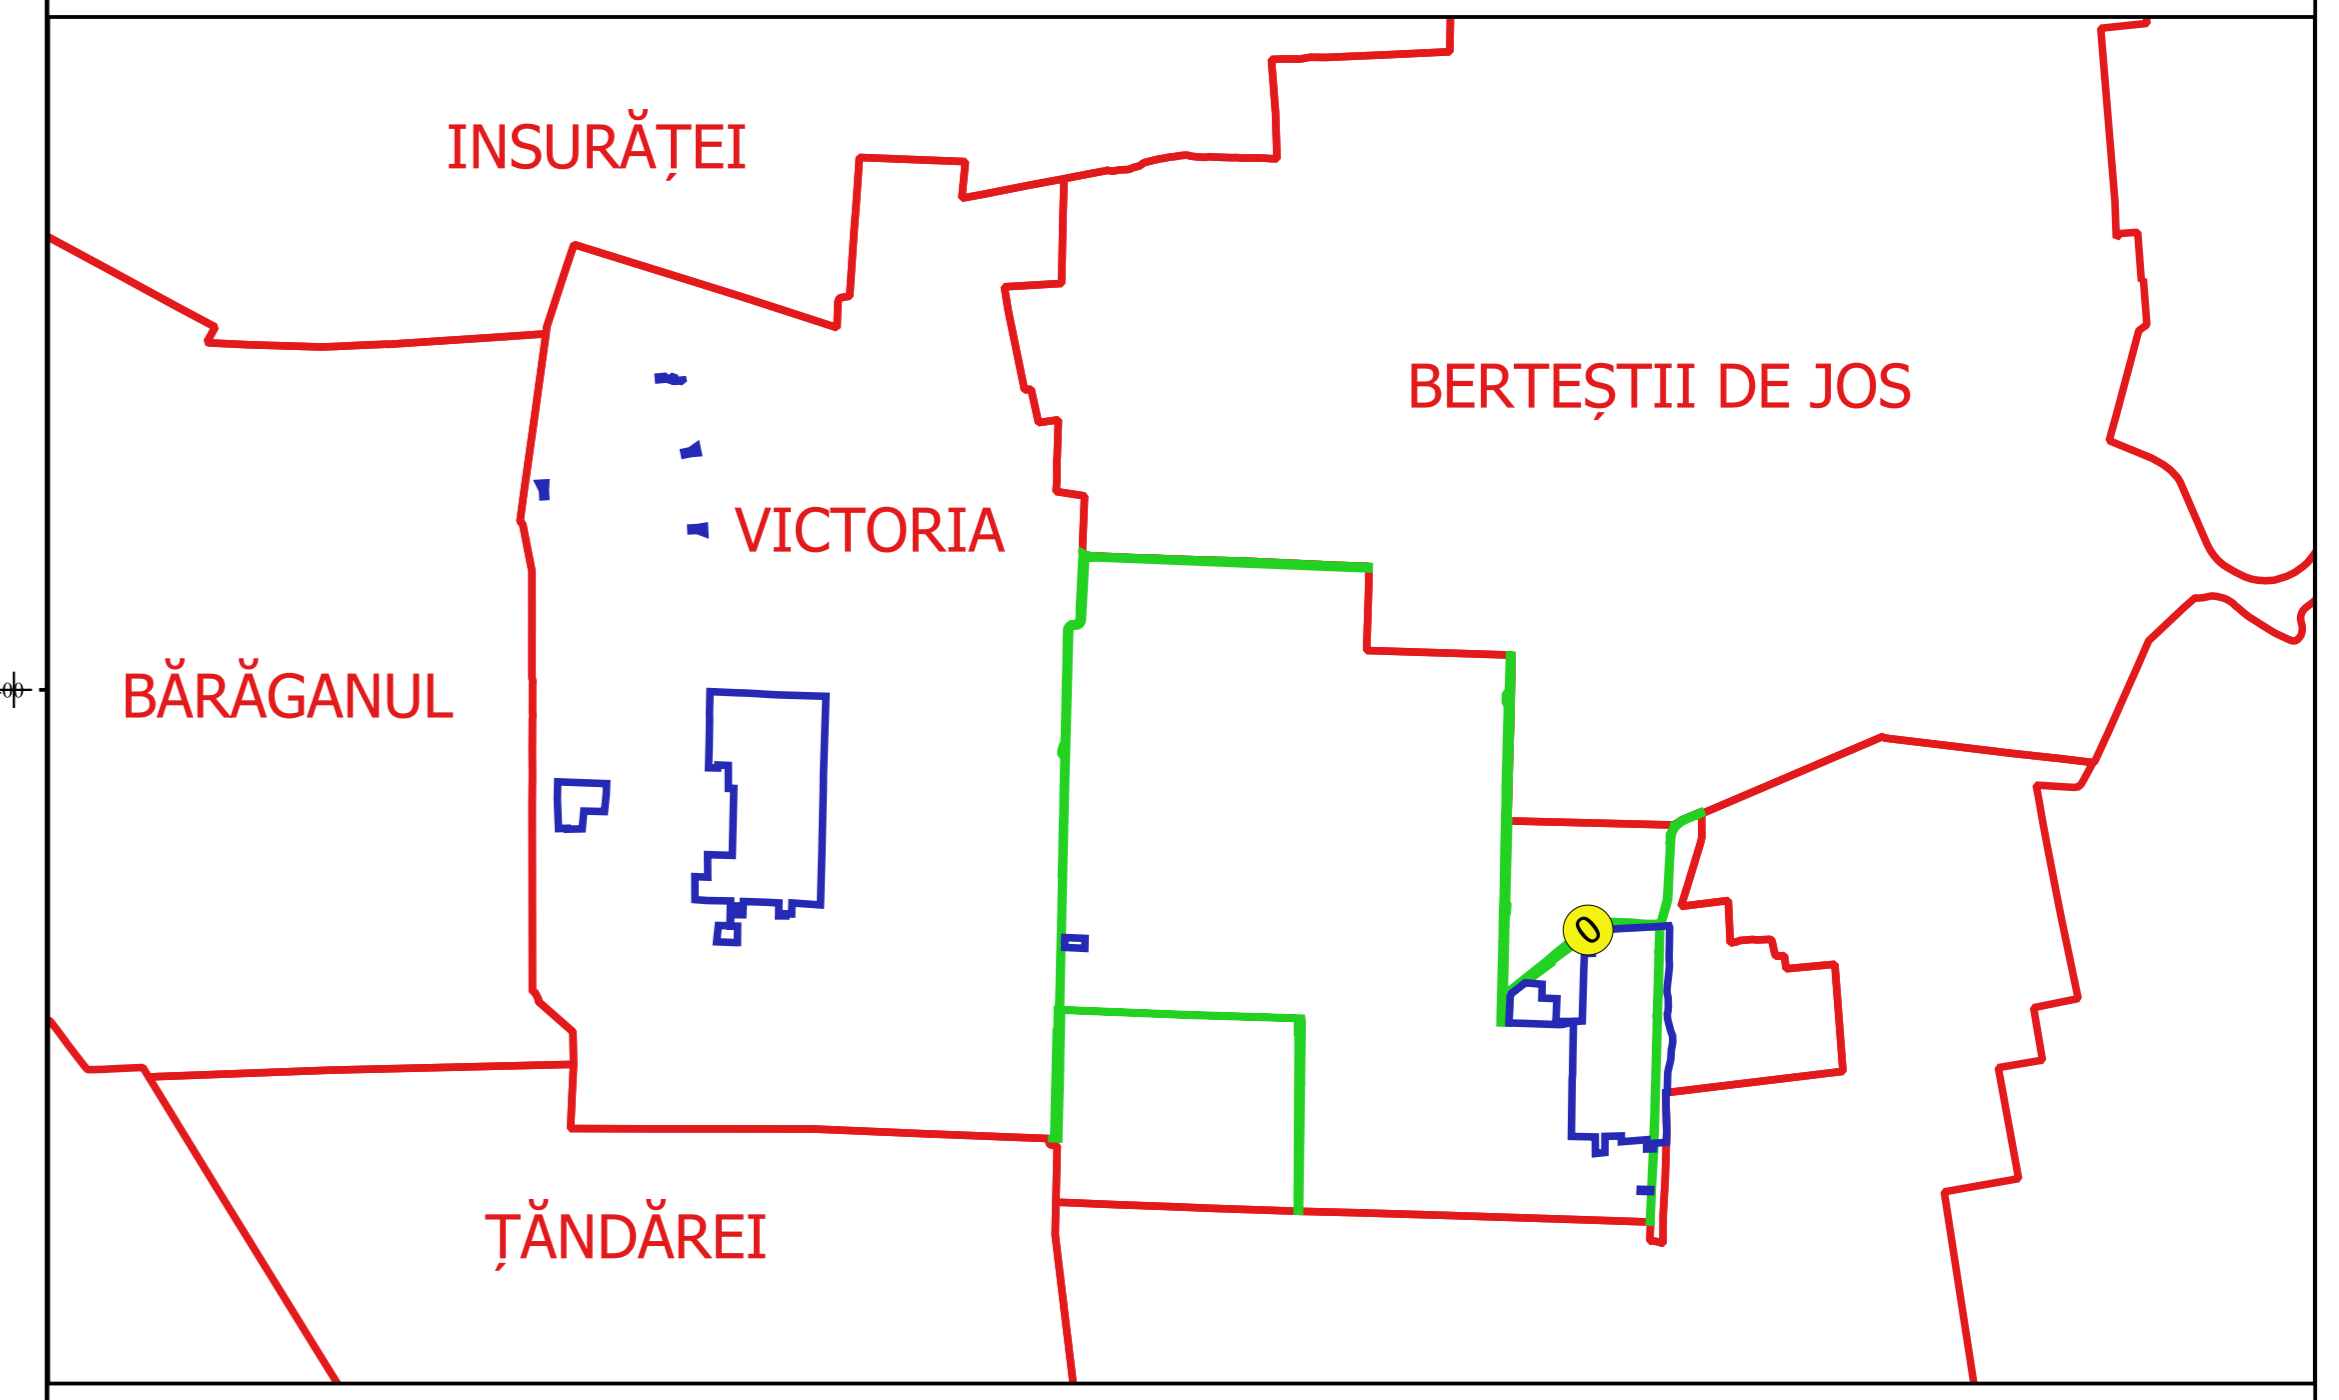 INSURĂȚEI
BERTEȘTII DE JOS
VICTORIA
BĂRĂGANUL
0
ȚĂNDĂREI